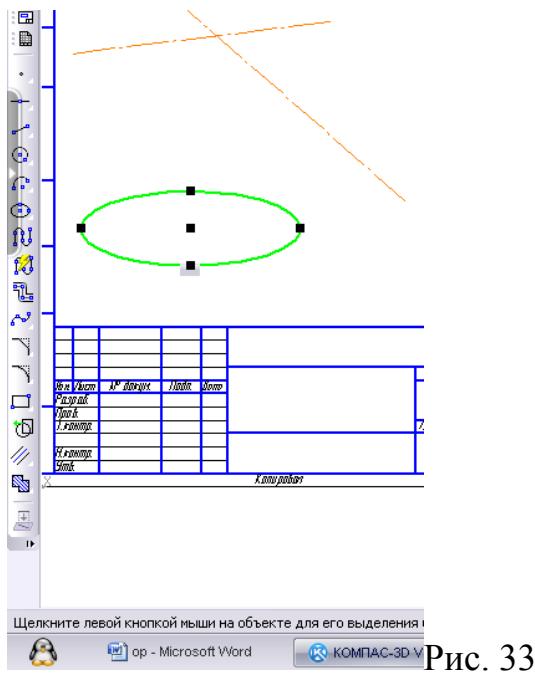 Изм Лист № докум. Подп. Дата
Разраб.
Пров.
Т.контр.
Н.контр.
Утв.
Копировал
Щелкните левой кнопкой мыши на объекте для его выделения
op - Microsoft Word
КОМПАС-3D V
Рис. 33